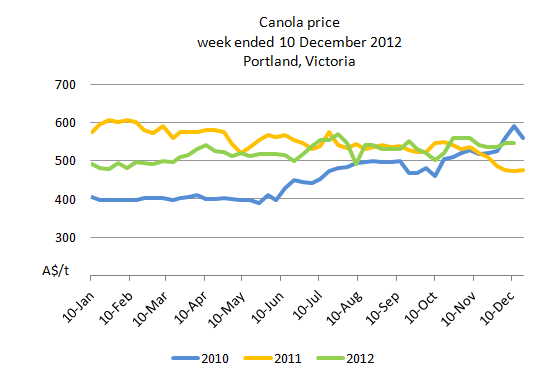 Canola price
week ended 10 December 2012
Portland, Victoria
700
600
500
400
300
A$/t
10-Jan
10-Feb
10-Mar
10-Apr
10-May
10-Jun
10-Jul
10-Aug
10-Sep
10-Oct
10-Nov
10-Dec
2010
2011
2012